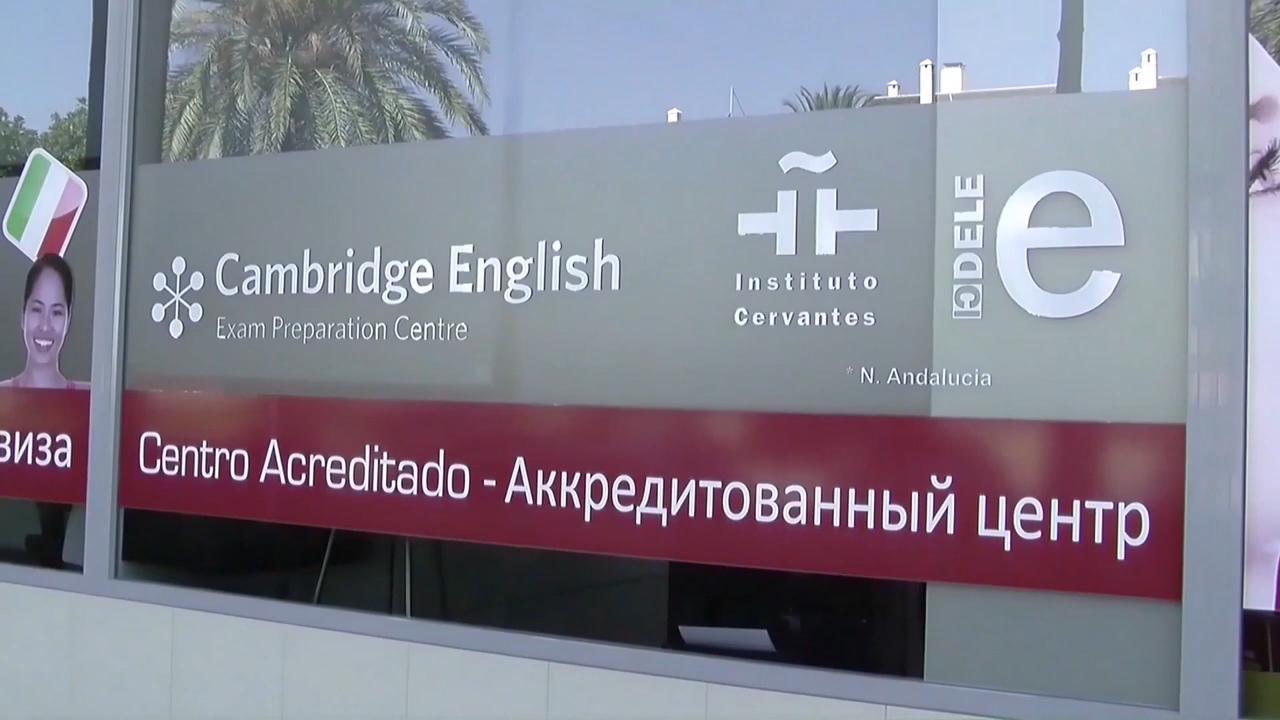 Cambridge English
Exam Preparation Centre
Instituto
Cervantes
DELE
e
* N. Andalucia
виза
Centro Acreditado - Аккредитованный центр